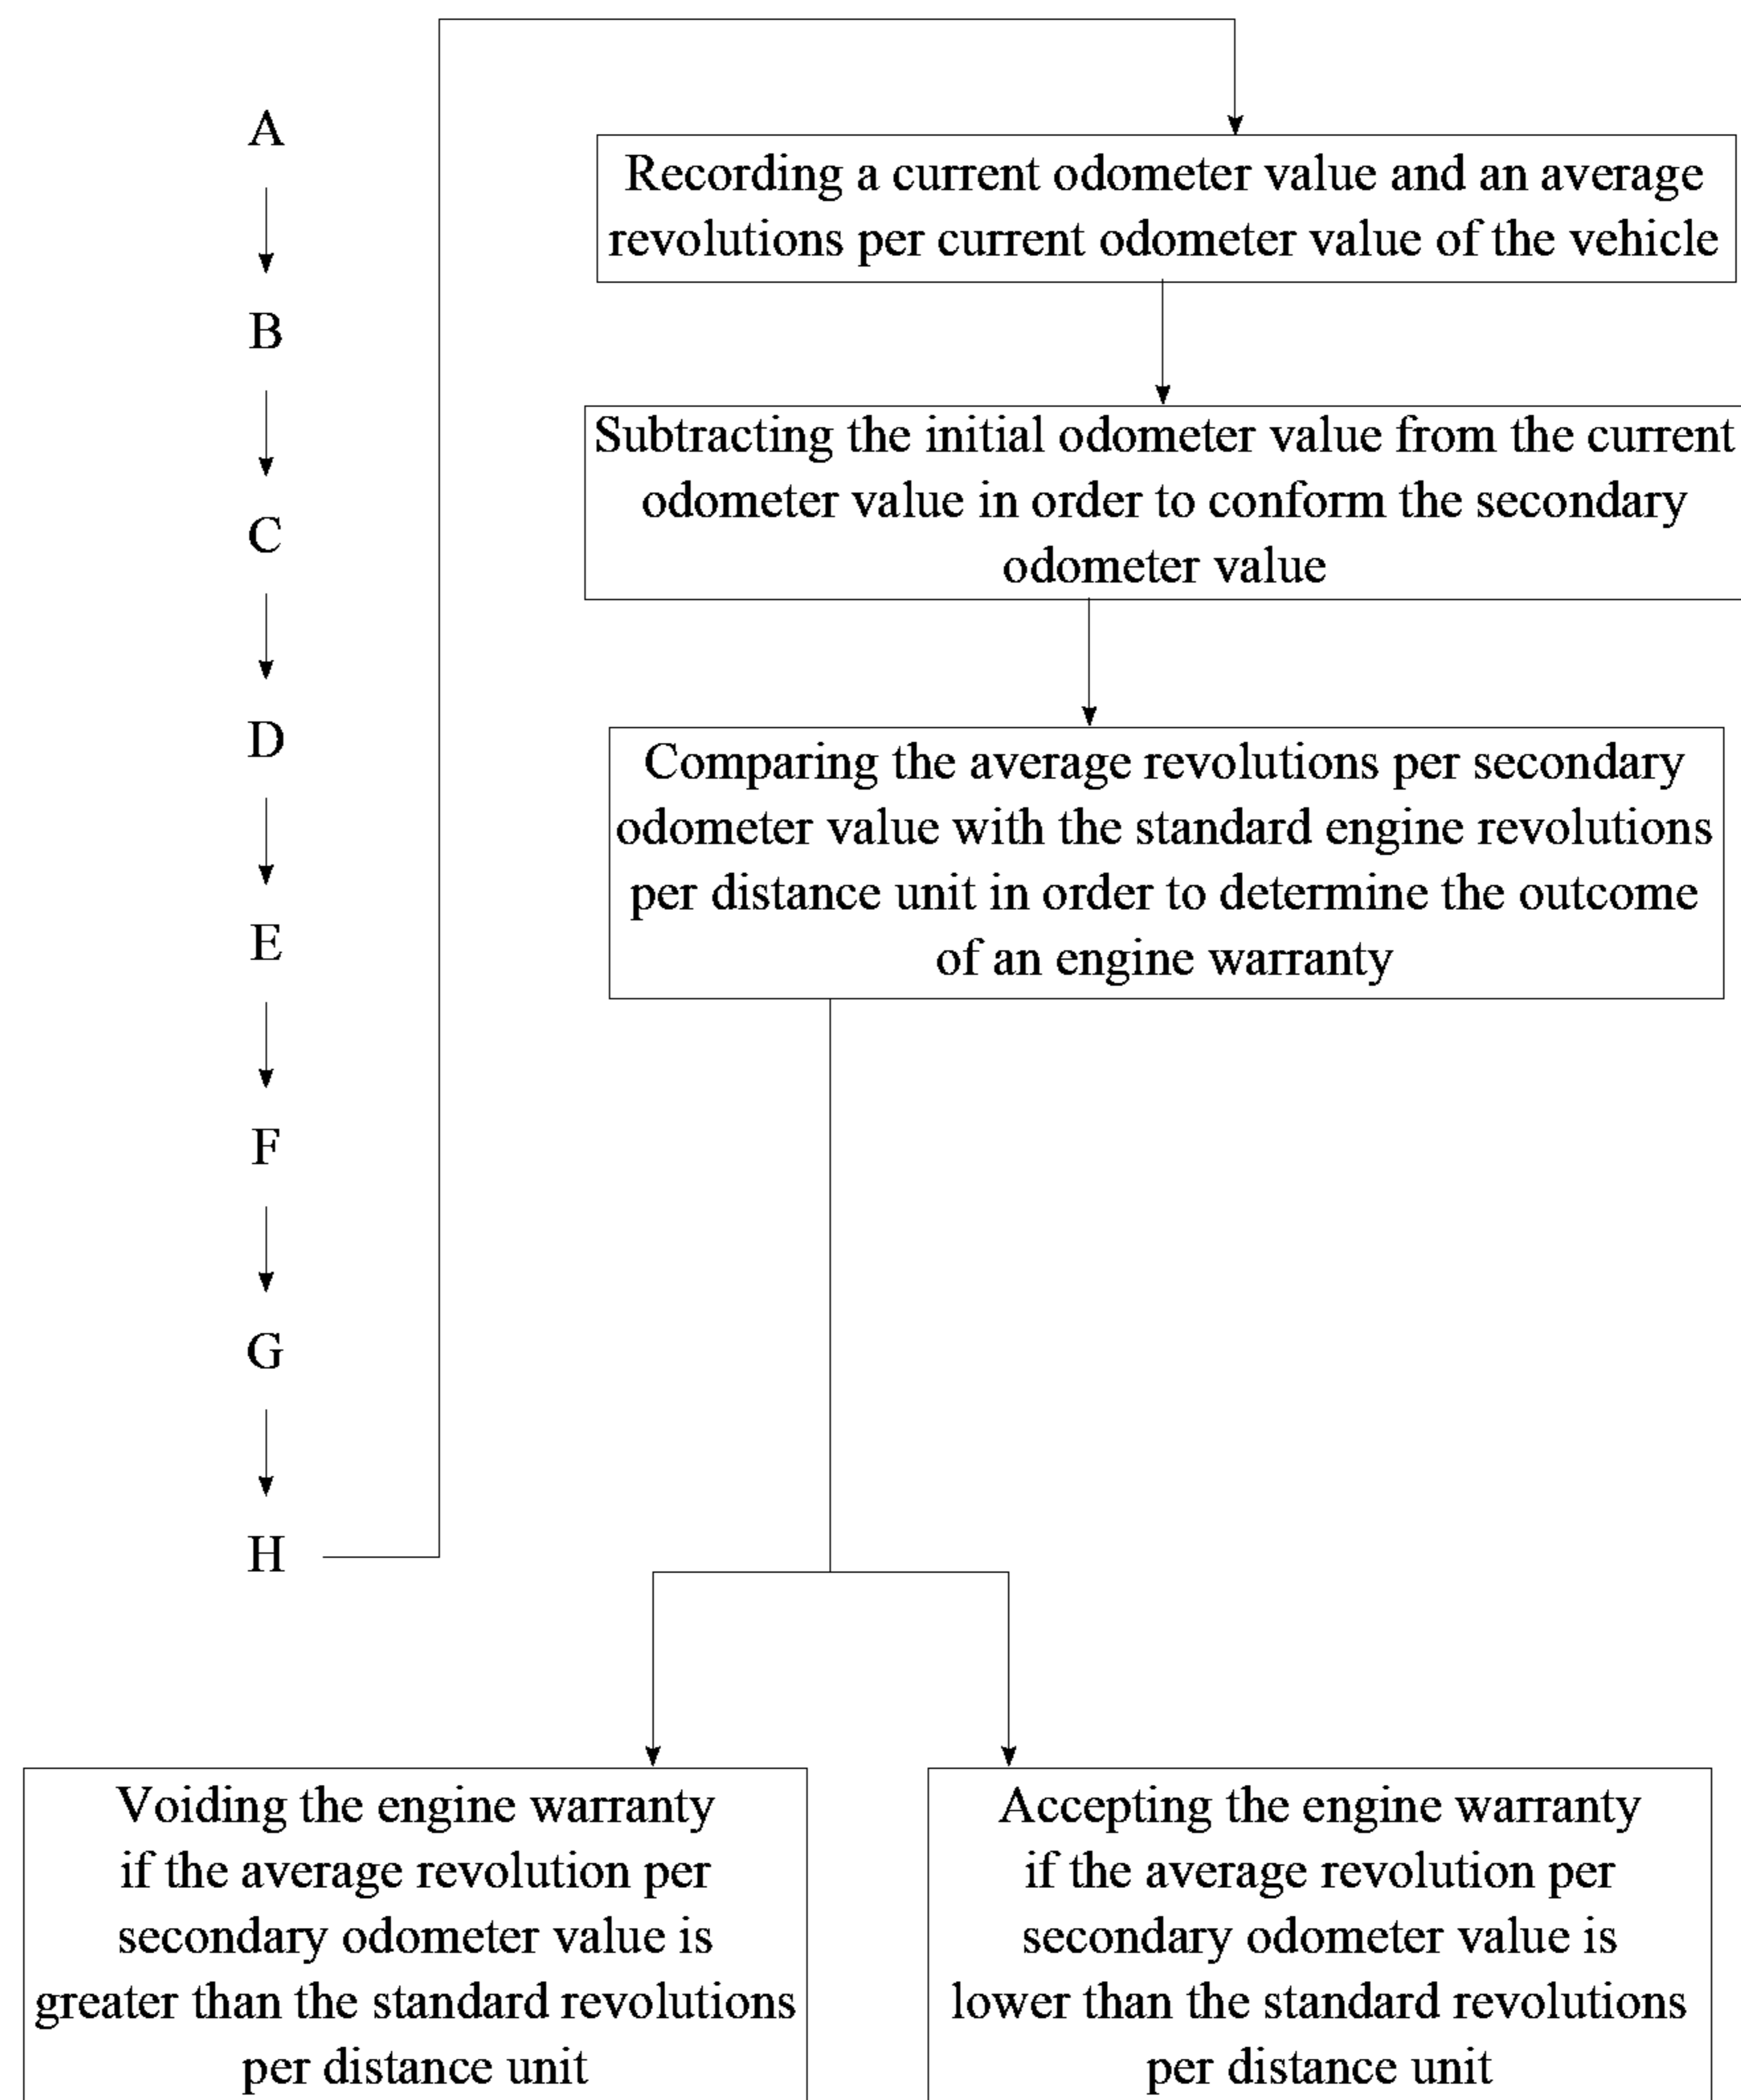 A
B
C
D
E
F
G
H
Recording a current odometer value and an average
revolutions per current odometer value of the vehicle
Subtracting the initial odometer value from the current
odometer value in order to conform the secondary
odometer value
Comparing the average revolutions per secondary
odometer value with the standard engine revolutions
per distance unit in order to determine the outcome
of an engine warranty
Voiding the engine warranty
if the average revolution per
secondary odometer value is
greater than the standard revolutions
per distance unit
Accepting the engine warranty
if the average revolution per
secondary odometer value is
lower than the standard revolutions
per distance unit